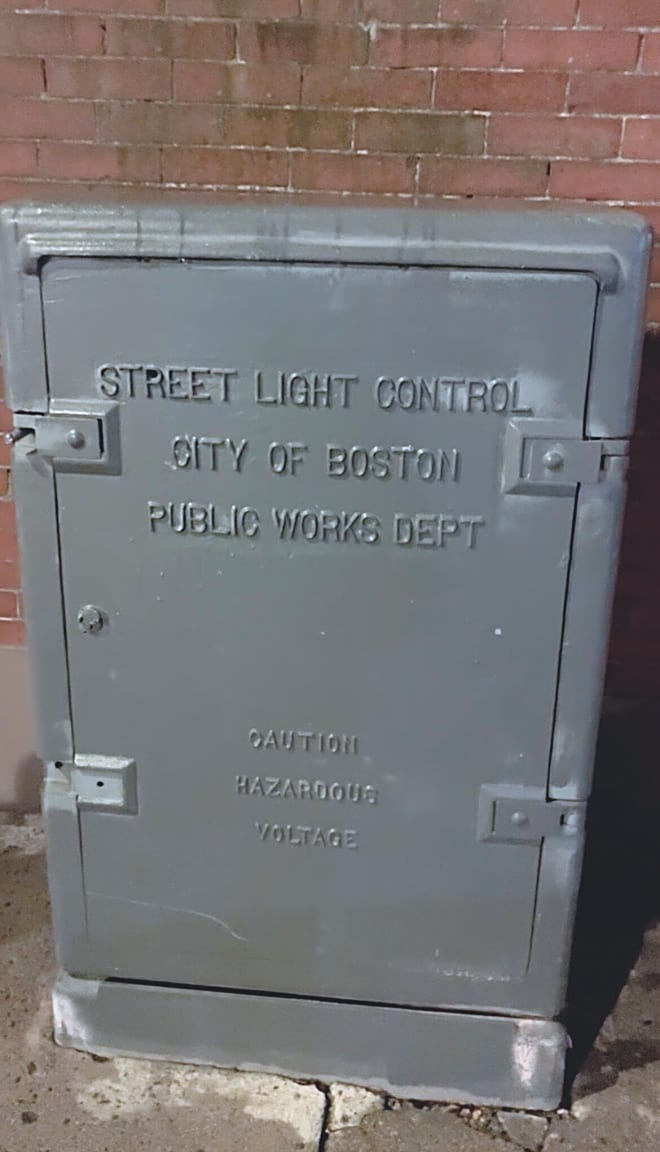 STREET LIGHT CONTROL
CITY OF BOSTON
PUBLIC WORKS DEPT
CAUTION
HAZARDOUS
VOLTAGE